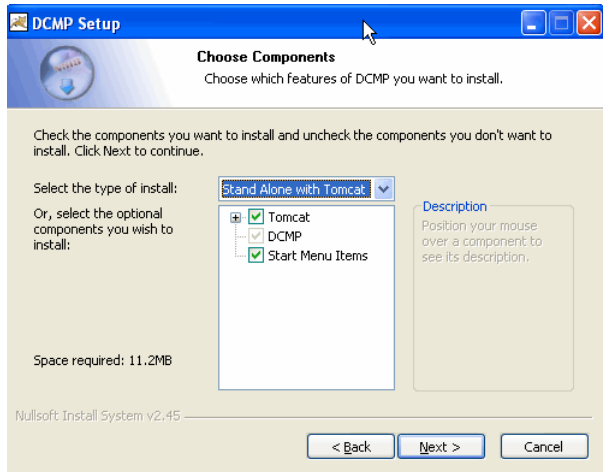 DCMP Setup
Choose Components
Choose which features of DCMP you want to install.
Check the components you want to install and uncheck the components you don't want to
install. Click Next to continue.
Select the type of install:
Stand Alone with Tomcat
Or, select the optional
components you wish to
install:
Tomcat
DCMP
Start Menu Items
Description
Position your mouse
over a component to
see its description.
Space required: 11.2MB
Nullsoft Install System v2.45
< Back
Next >
Cancel